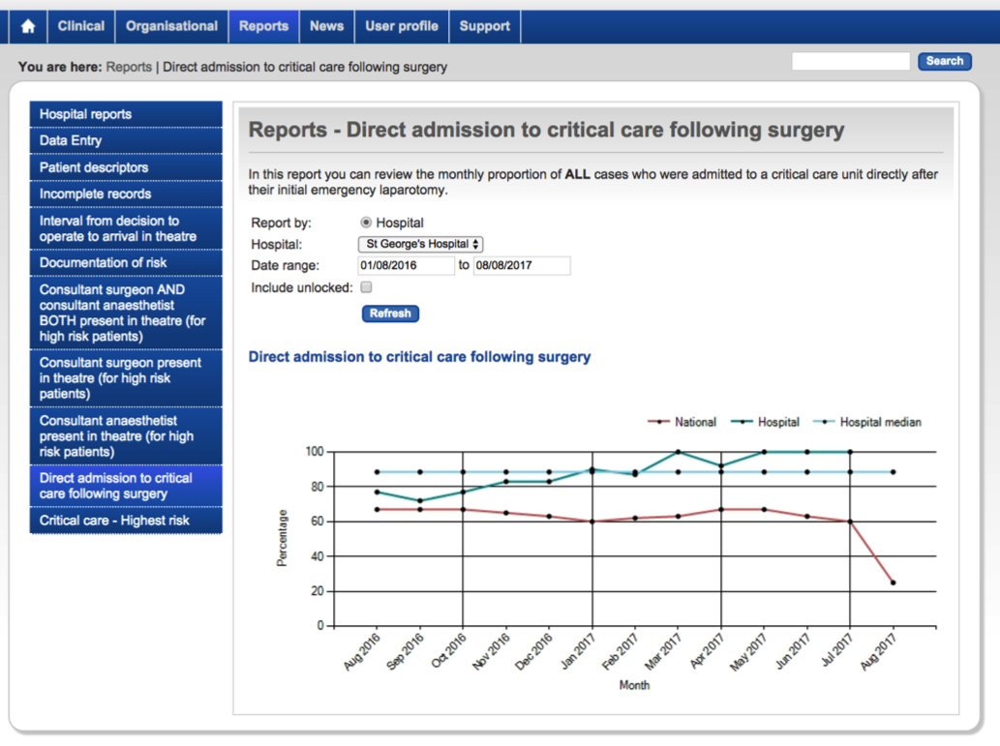 Clinical
Organisational
Reports
News
User profile
Support
You are here: Reports | Direct admission to critical care following surgery
Search
Hospital reports
Data Entry
Patient descriptors
Incomplete records
Interval from decision to
operate to arrival in theatre
Documentation of risk
Consultant surgeon AND
consultant anaesthetist
BOTH present in theatre (for
high risk patients)
Consultant surgeon present
in theatre (for high risk
patients)
Consultant anaesthetist
present in theatre (for high
risk patients)
Direct admission to critical
care following surgery
Critical care - Highest risk
Reports - Direct admission to critical care following surgery
In this report you can review the monthly proportion of ALL cases who were admitted to a critical care unit directly after
their initial emergency laparotomy.
Report by: Hospital
Hospital: St George's Hospital
Date range: 01/08/2016 to 08/08/2017
Include unlocked:
Refresh
Direct admission to critical care following surgery
National Hospital Hospital median
100
80
60
40
20
0
Percentage
Aug 2016
Sep 2016
Oct 2016
Nov 2016
Dec 2016
Jan 2017
Feb 2017
Mar 2017
Apr 2017
May 2017
Jun 2017
Jul 2017
Aug 2017
Month